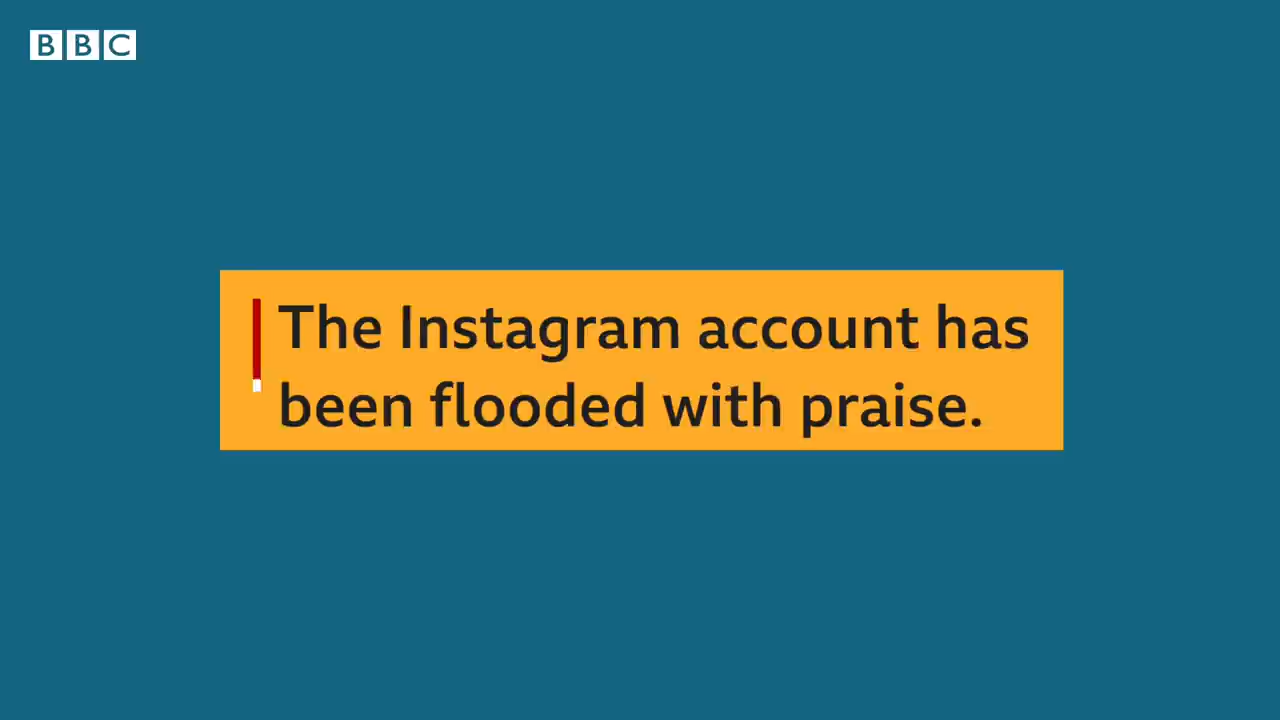 BBC
The Instagram account has
been flooded with praise.